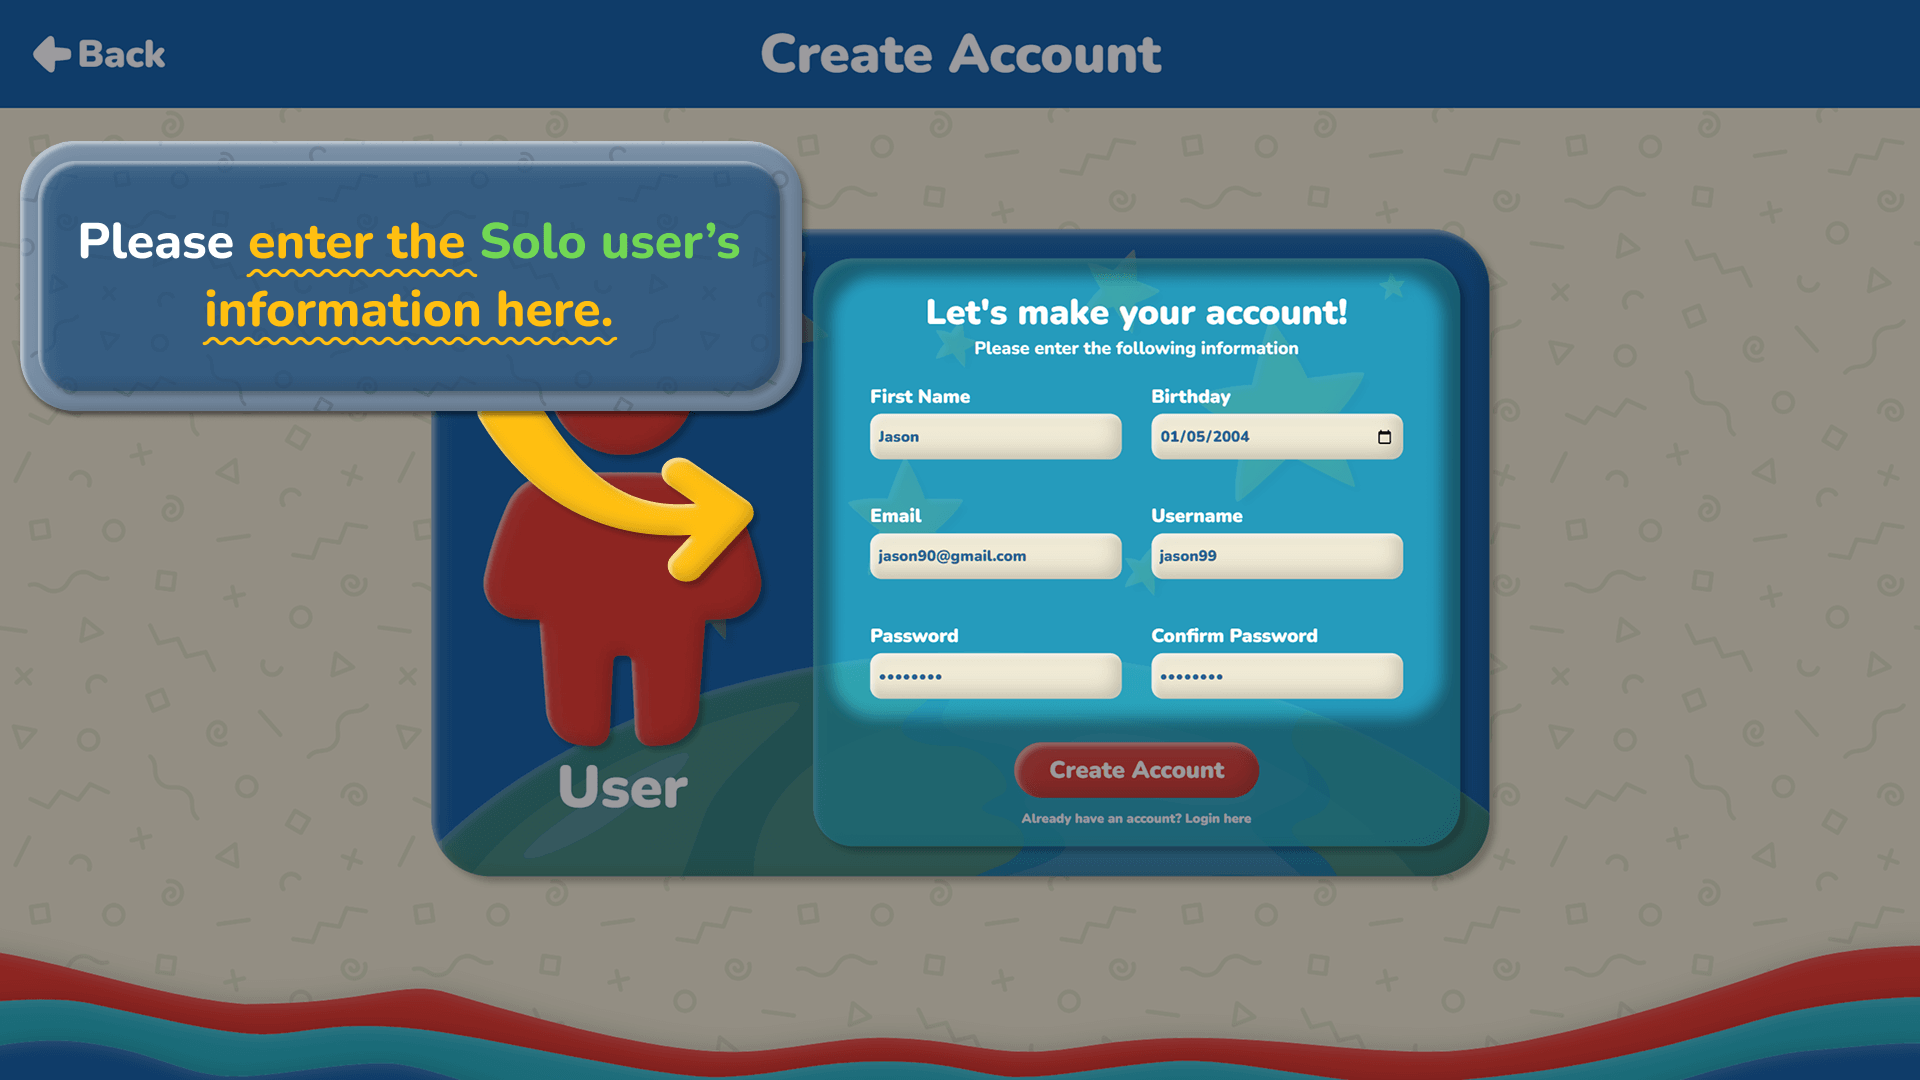 Back
Create Account
Please enter the Solo user’s
information here.
Let's make your account!
Please enter the following information
First Name
Birthday
Jason
01/05/2004
Email
Username
jason90@gmail.com
jason99
Password
Confirm Password
••••••••
••••••••
User
Create Account
Already have an account? Login here